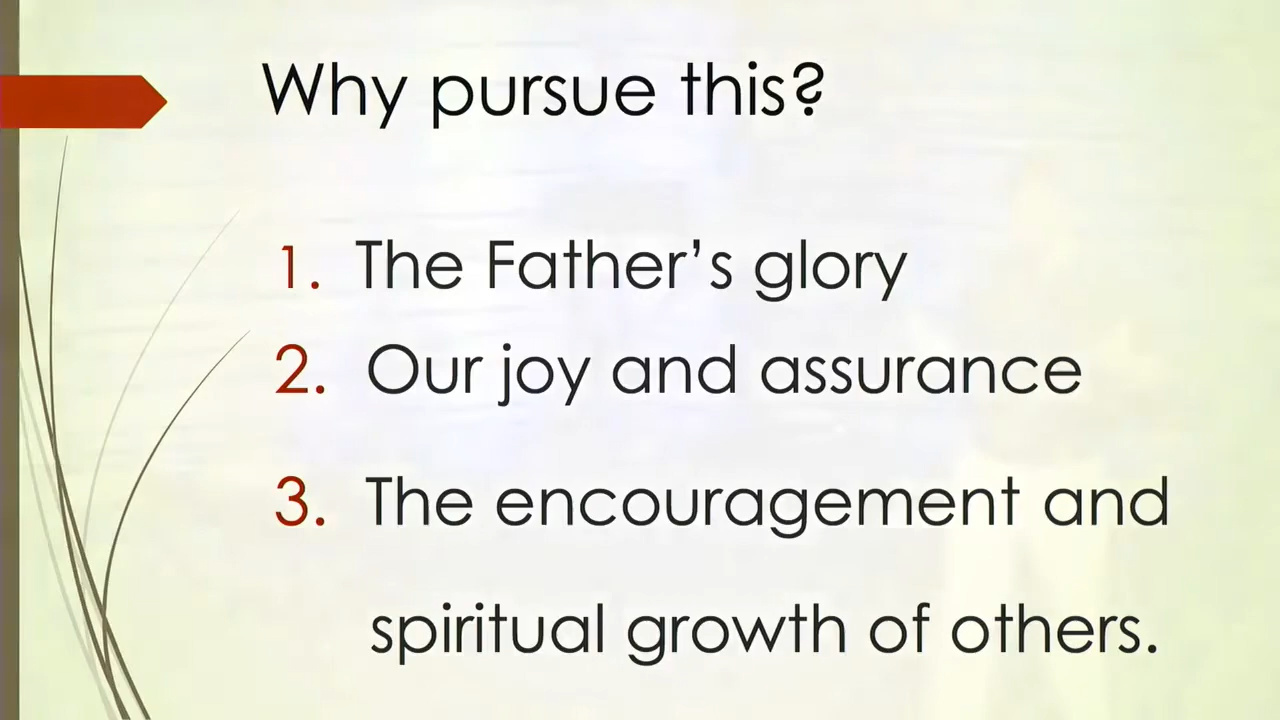 Why pursue this?
1. The Father’s glory
2. Our joy and assurance
3. The encouragement and
spiritual growth of others.